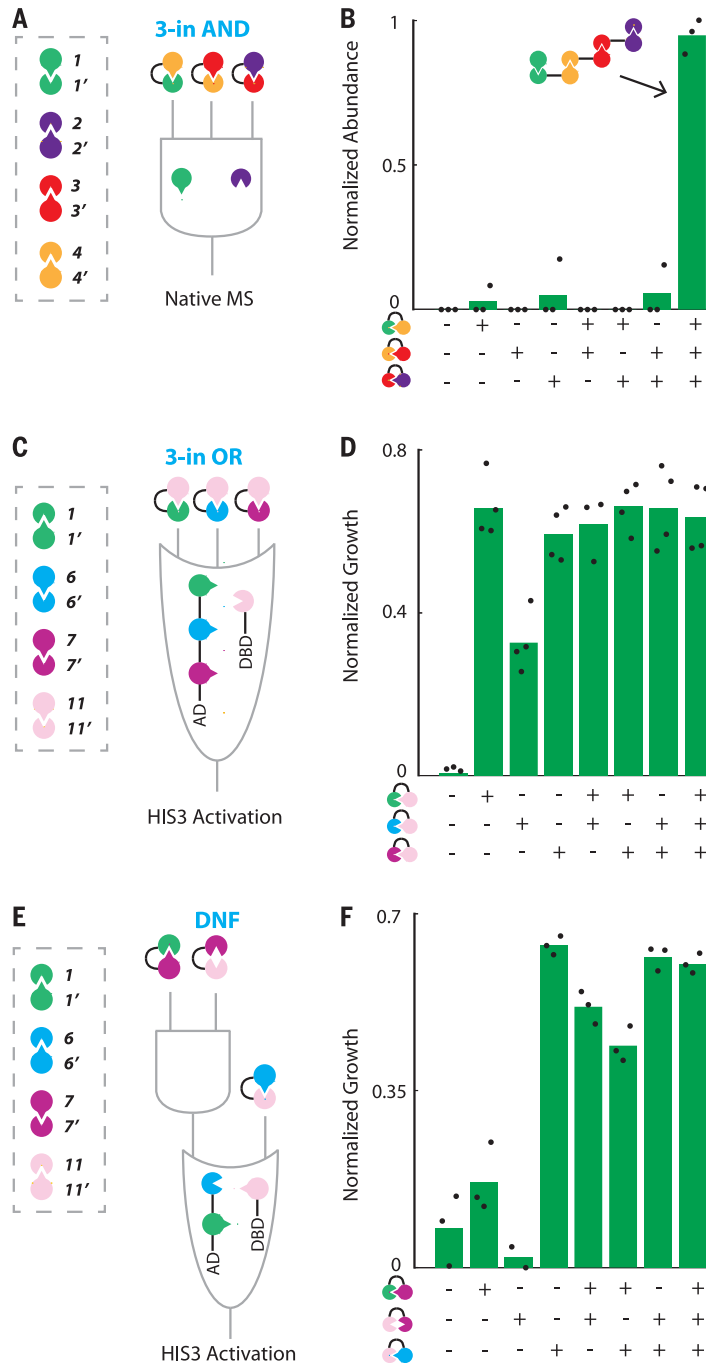 A
3-in AND
1
1'
2
2'
3
3'
4
4'
Native MS
B
Normalized Abundance
1
0.5
0
- + - - + + - +
- - + - + - + +
- - - + - + + +
C
3-in OR
1
1'
6
6'
7
7'
11
11'
AD
DBD
HIS3 Activation
D
Normalized Growth
0.8
0.4
0
- + - - + + - +
- - + - + - + +
- - - + - + + +
E
DNF
1
1'
6
6'
7
7'
11
11'
AD
DBD
HIS3 Activation
F
Normalized Growth
0.7
0.35
0
- + - - + + - +
- - + - + - + +
- - - + - + + +